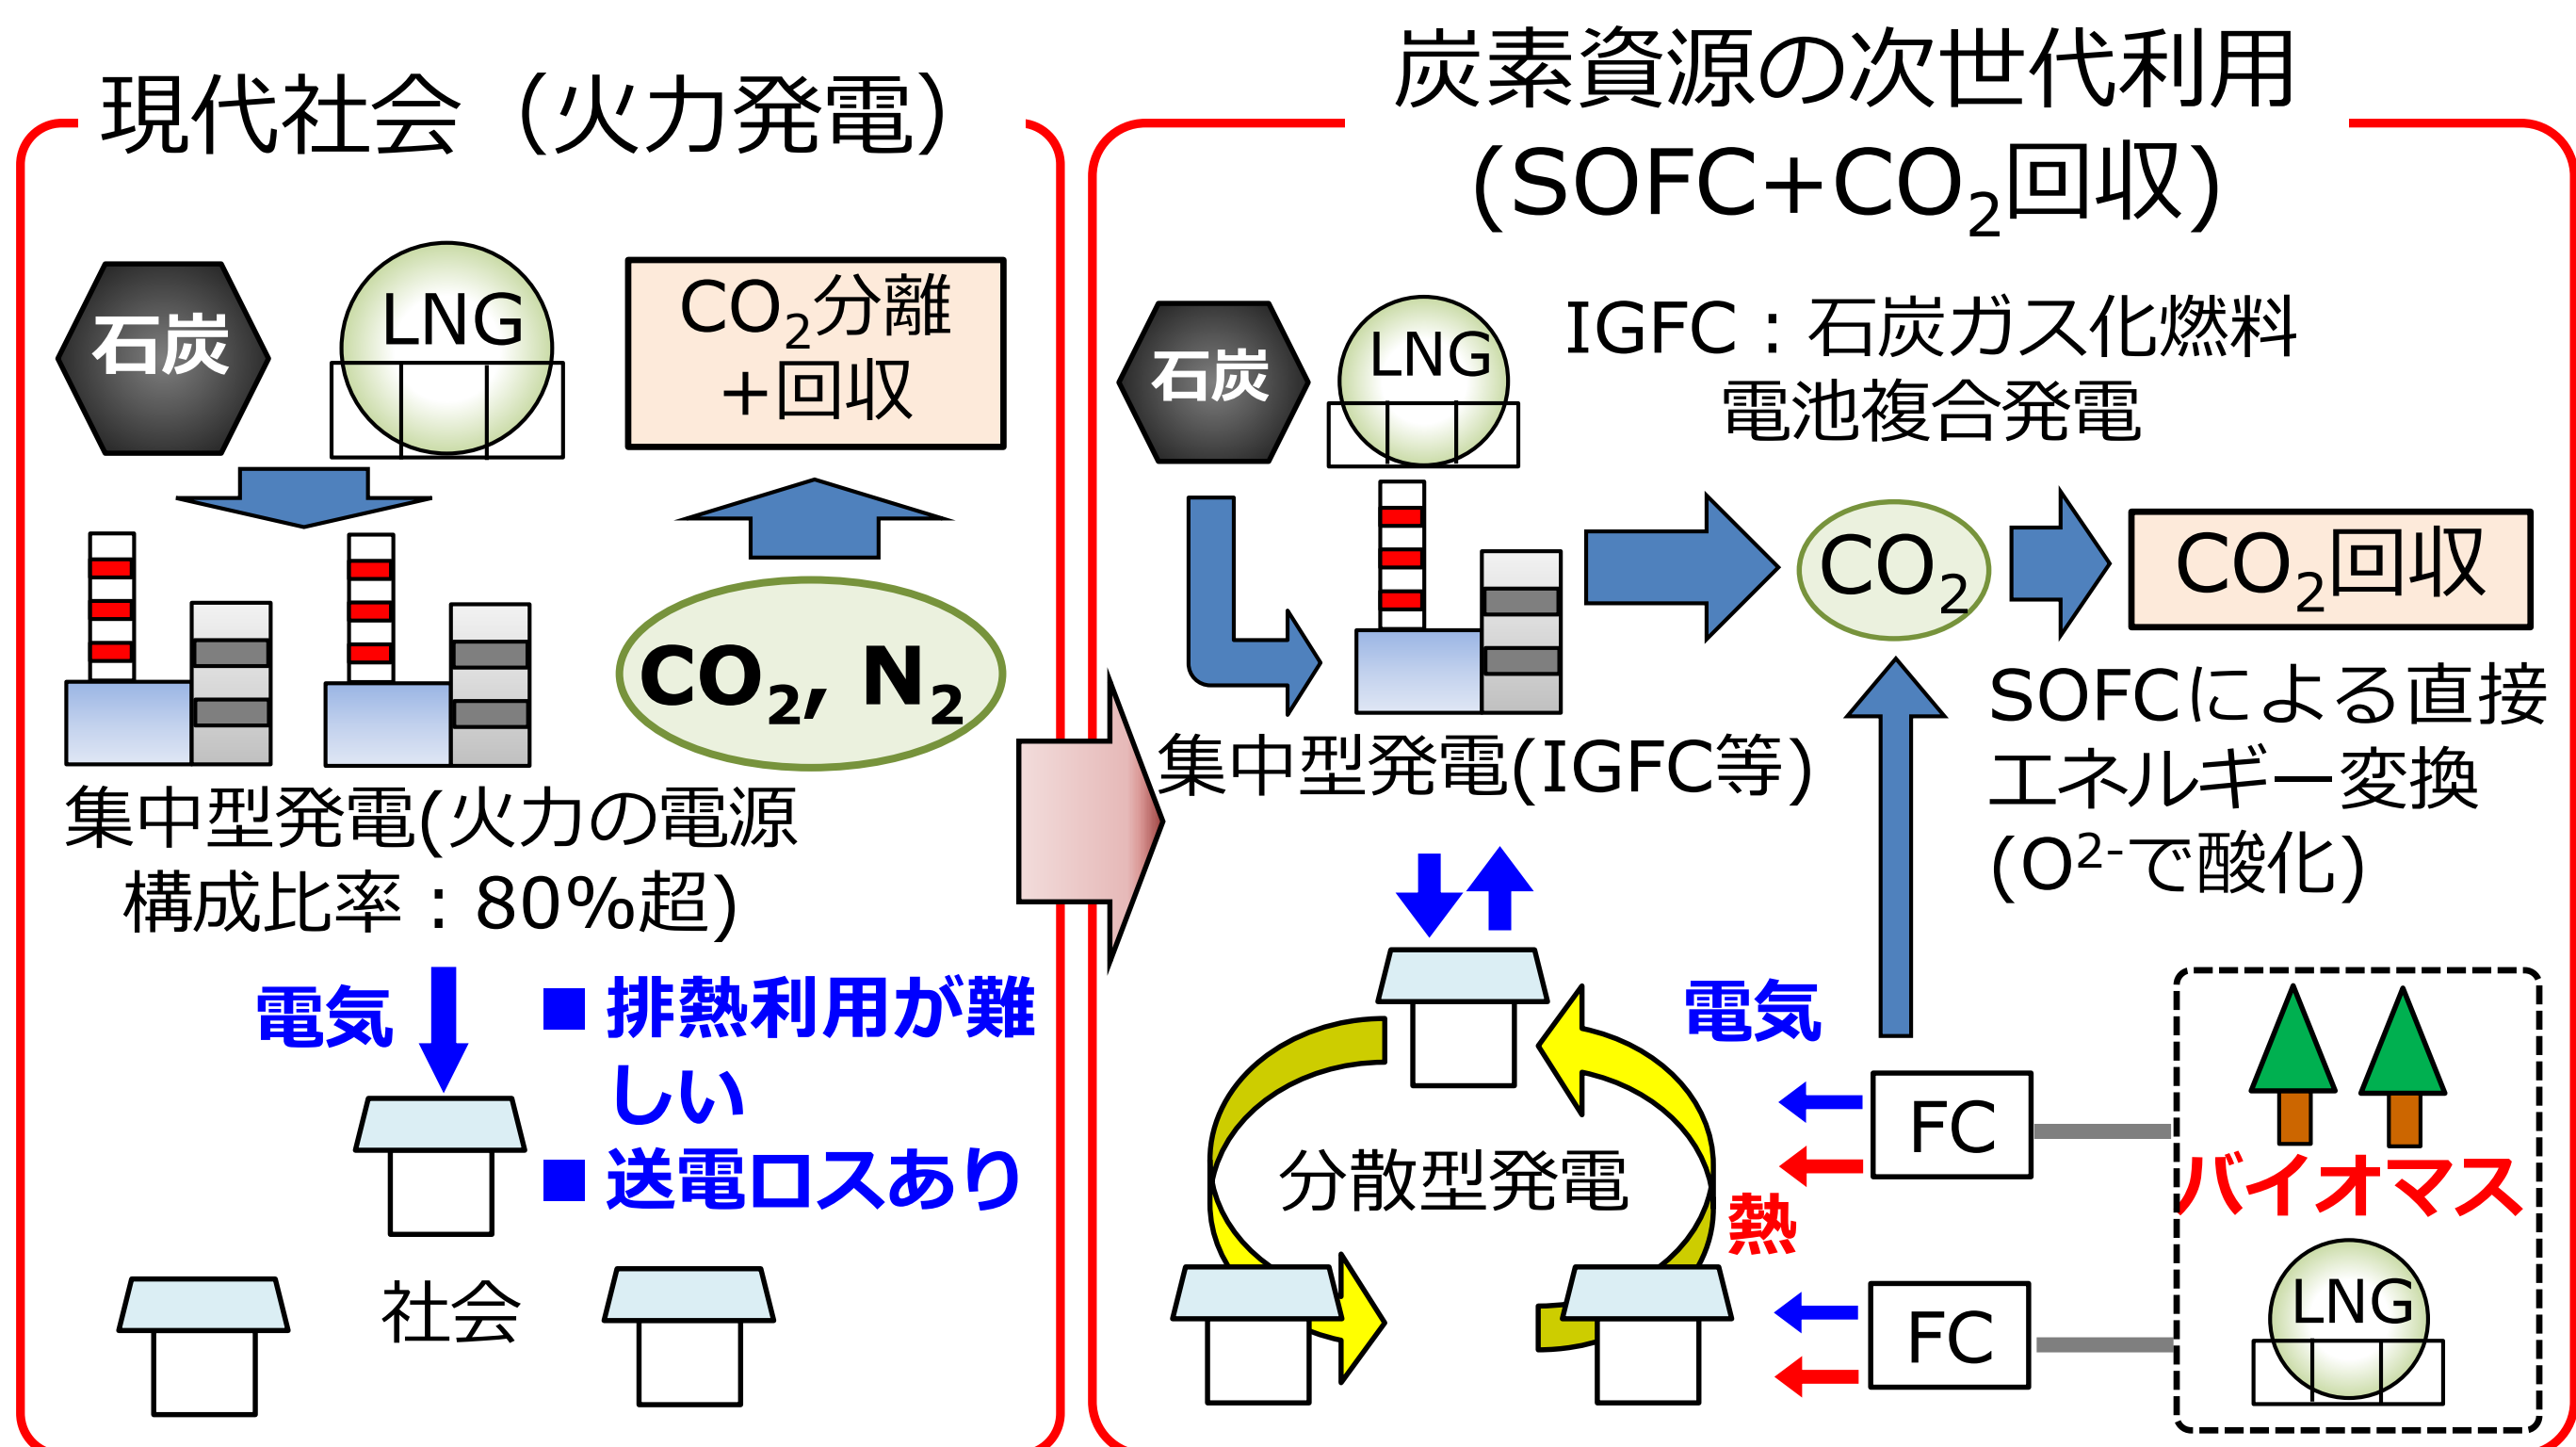 現代社会（火力発電）
石炭
LNG
CO₂分離
+回収
CO₂, N₂
集中型発電(火力の電源
構成比率：80%超)
電気
■ 排熱利用が難
しい
■ 送電ロスあり
社会
炭素資源の次世代利用
(SOFC+CO₂回収)
石炭
LNG
IGFC：石炭ガス化燃料
電池複合発電
CO₂
CO₂回収
集中型発電(IGFC等)
SOFCによる直接
エネルギー変換
(O²⁻で酸化)
電気
分散型発電
熱
FC
FC
バイオマス
LNG